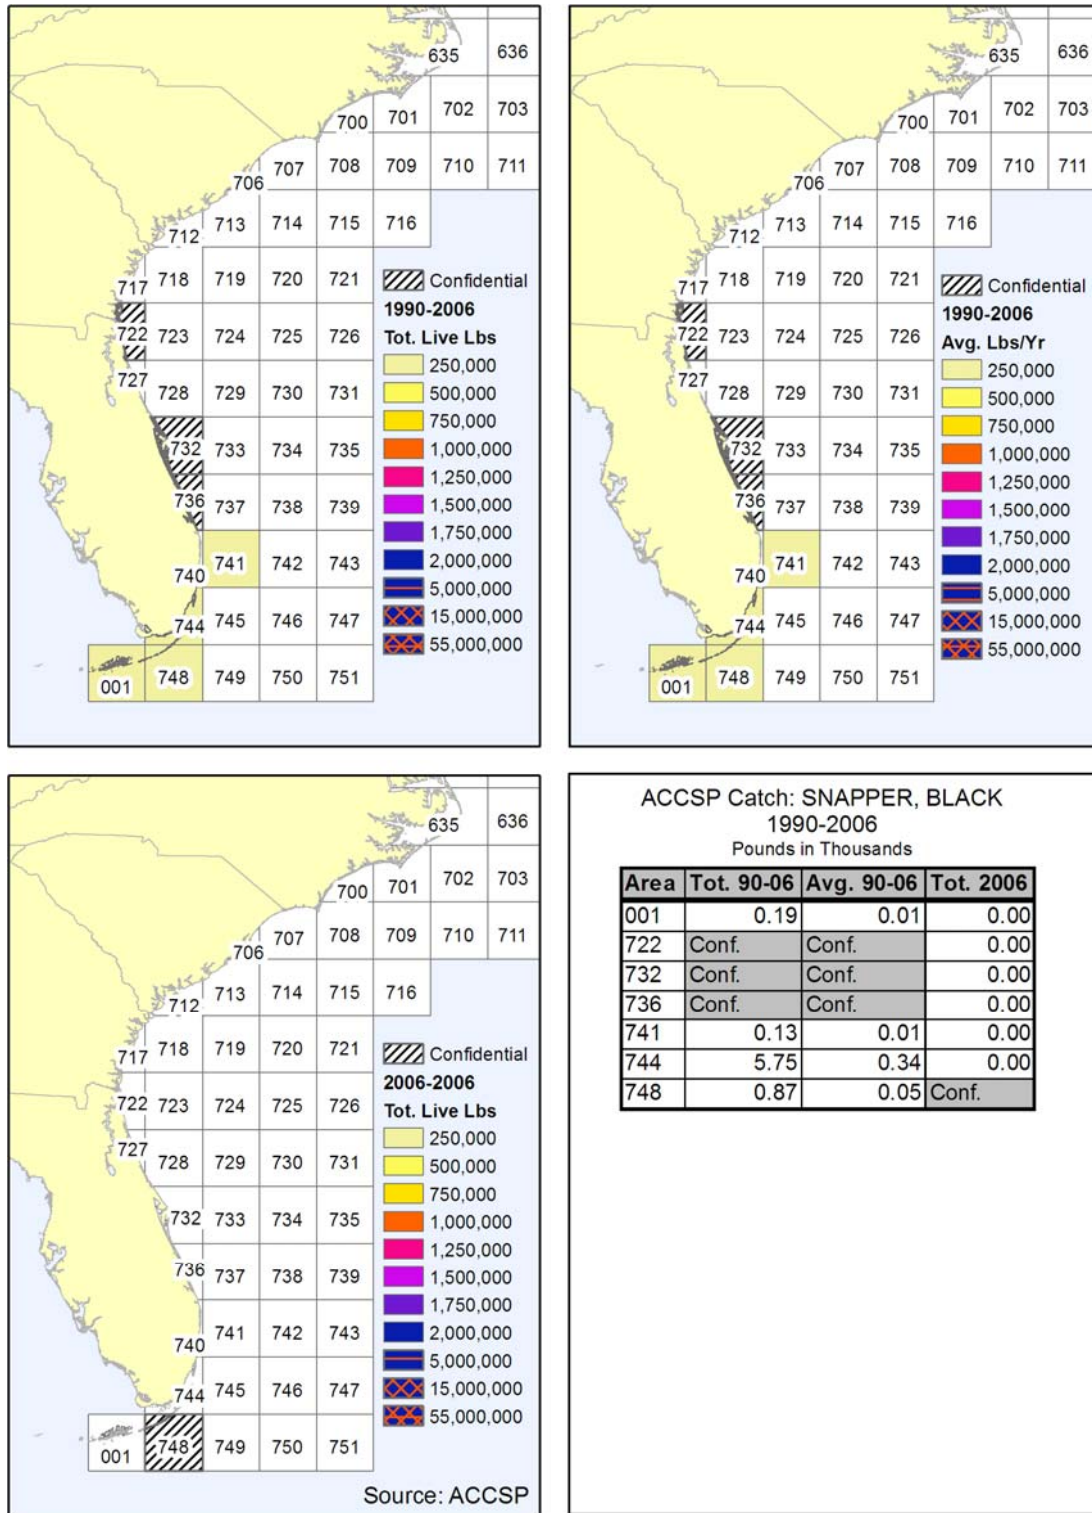 635 636
700 701 702 703
706 707 708 709 710 711
712 713 714 715 716
717 718 719 720 721
722 723 724 725 726
727 728 729 730 731
732 733 734 735
736 737 738 739
740 741 742 743
744 745 746 747
001 748 749 750 751
Confidential
1990-2006
Tot. Live Lbs
250,000
500,000
750,000
1,000,000
1,250,000
1,500,000
1,750,000
2,000,000
5,000,000
15,000,000
55,000,000
635 636
700 701 702 703
706 707 708 709 710 711
712 713 714 715 716
717 718 719 720 721
722 723 724 725 726
727 728 729 730 731
732 733 734 735
736 737 738 739
740 741 742 743
744 745 746 747
001 748 749 750 751
Confidential
1990-2006
Avg. Lbs/Yr
250,000
500,000
750,000
1,000,000
1,250,000
1,500,000
1,750,000
2,000,000
5,000,000
15,000,000
55,000,000
635 636
700 701 702 703
706 707 708 709 710 711
712 713 714 715 716
717 718 719 720 721
722 723 724 725 726
727 728 729 730 731
732 733 734 735
736 737 738 739
740 741 742 743
744 745 746 747
001 748 749 750 751
Confidential
2006-2006
Tot. Live Lbs
250,000
500,000
750,000
1,000,000
1,250,000
1,500,000
1,750,000
2,000,000
5,000,000
15,000,000
55,000,000
Source: ACCSP
ACCSP Catch: SNAPPER, BLACK
1990-2006
Pounds in Thousands
Area Tot. 90-06 Avg. 90-06 Tot. 2006
001 0.19 0.01 0.00
722 Conf. Conf. 0.00
732 Conf. Conf. 0.00
736 Conf. Conf. 0.00
741 0.13 0.01 0.00
744 5.75 0.34 0.00
748 0.87 0.05 Conf.